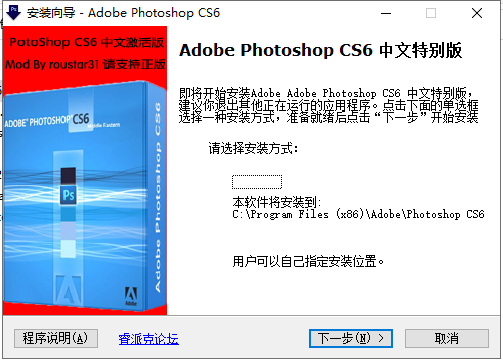 安装向导 - Adobe Photoshop CS6
PotoShop CS6 中文激活版
Mod By roustar31 请支持正版
ADOBE® PHOTOSHOP CS6
Middle Eastern
Ps
ADOBE® PHOTOSHOP CS6
Adobe
Adobe Photoshop CS6 中文特别版
即将开始安装Adobe Adobe Photoshop CS6 中文特别版,
建议你退出其他正在运行的应用程序。点击下面的单选框
选择一种安装方式,准备就绪后点击“下一步”开始安装
请选择安装方式:
本软件将安装到:
C:\Program Files (x86)\Adobe\Photoshop CS6
用户可以自己指定安装位置。
程序说明(A)
睿派克论坛
下一步(N) >
取消